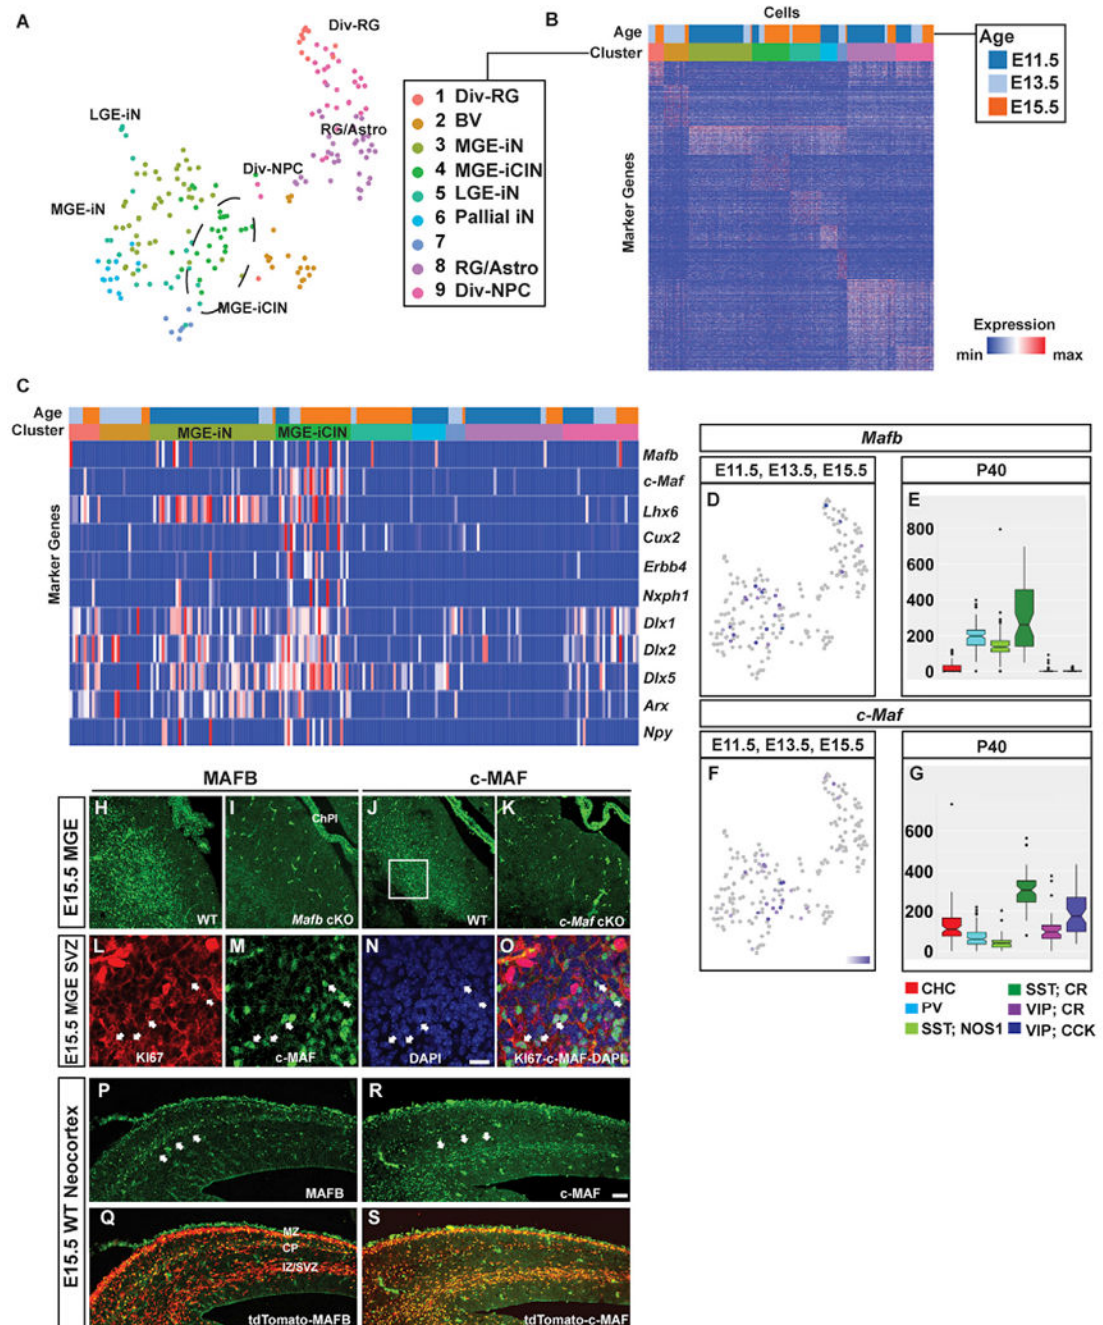 A
Div-RG
LGE-iN
RG/Astro
Div-NPC
MGE-iN
MGE-iCIN
1 Div-RG
2 BV
3 MGE-iN
4 MGE-iCIN
5 LGE-iN
6 Pallial iN
7
8 RG/Astro
9 Div-NPC
B
Cells
Age
Cluster
Marker Genes
Age
E11.5
E13.5
E15.5
Expression
min max
C
Age
Cluster MGE-iN MGE-iCIN
Marker Genes
Mafb
c-Maf
Lhx6
Cux2
Erbb4
Nxph1
Dlx1
Dlx2
Dlx5
Arx
Npy
Mafb
E11.5, E13.5, E15.5
P40
D
E
800
600
400
200
0
c-Maf
E11.5, E13.5, E15.5
P40
F
G
600
400
200
0
CHC
PV
SST; NOS1
SST; CR
VIP; CR
VIP; CCK
MAFB
c-MAF
E15.5 MGE
H
WT
I
ChPl
Mafb cKO
J
WT
K
c-Maf cKO
E15.5 MGE SVZ
L
KI67
M
c-MAF
N
DAPI
O
KI67-c-MAF-DAPI
E15.5 WT Neocortex
P
MAFB
R
c-MAF
Q
MZ
CP
IZ/SVZ
tdTomato-MAFB
S
tdTomato-c-MAF